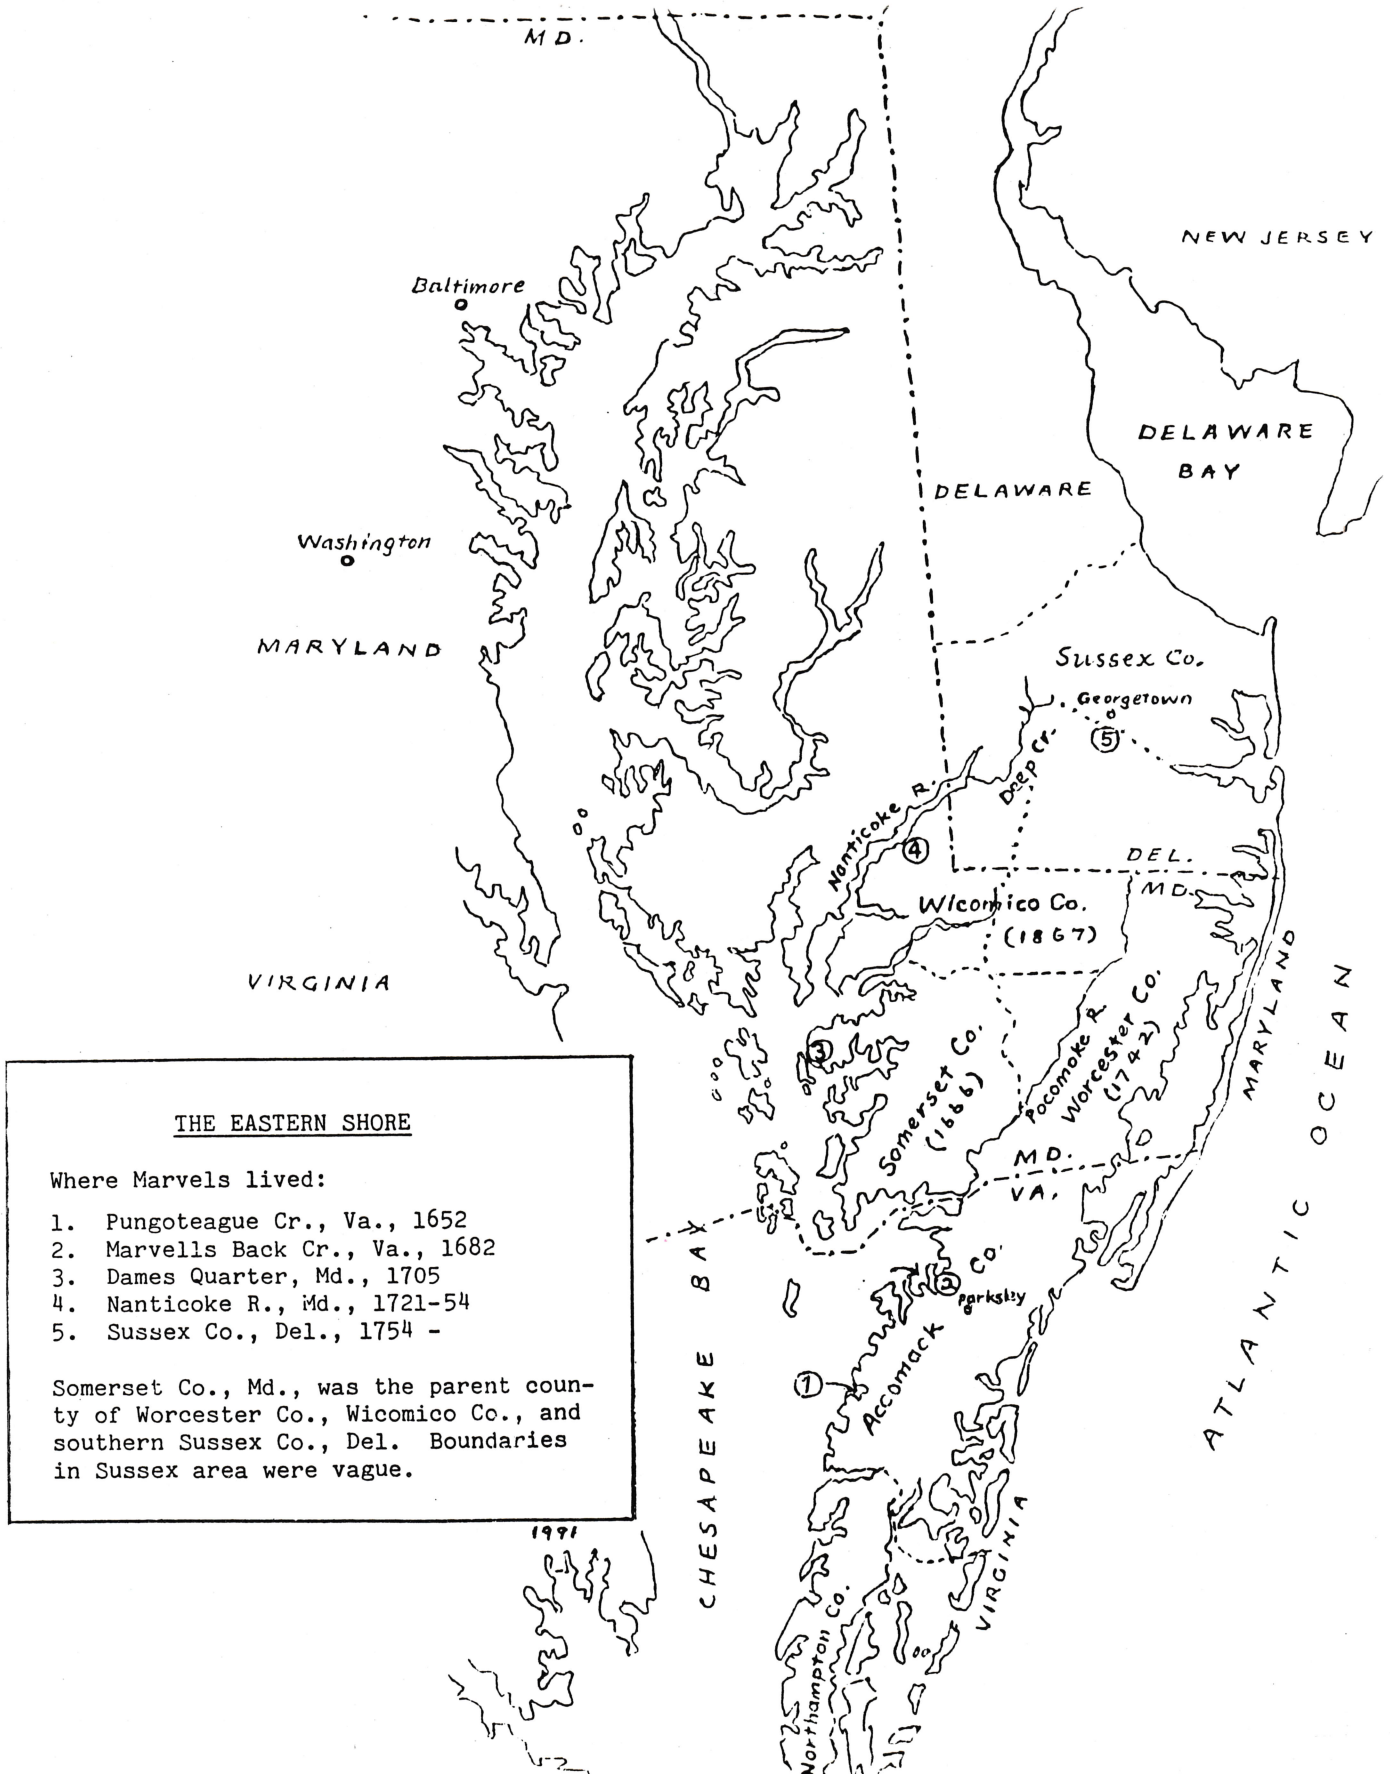 MD.
NEW JERSEY
Baltimore
DELAWARE
BAY
DELAWARE
Washington
MARYLAND
Sussex Co.
Georgetown
5
Deep Cr.
Nanticoke R.
4
DEL.
MD.
Wicomico Co.
(1867)
VIRGINIA
MARYLAND
ATLANTIC OCEAN
3
Somerset Co.
(1666)
Pocomoke R.
Worcester Co.
(1742)
MD.
VA.
THE EASTERN SHORE
Where Marvels lived:
1. Pungoteague Cr., Va., 1652
2. Marvells Back Cr., Va., 1682
3. Dames Quarter, Md., 1705
4. Nanticoke R., Md., 1721-54
5. Sussex Co., Del., 1754 -
Somerset Co., Md., was the parent coun-
ty of Worcester Co., Wicomico Co., and
southern Sussex Co., Del. Boundaries
in Sussex area were vague.
1991
CHESAPEAKE BAY
2
Parksley
Accomack Co.
1
VIRGINIA
Northampton Co.